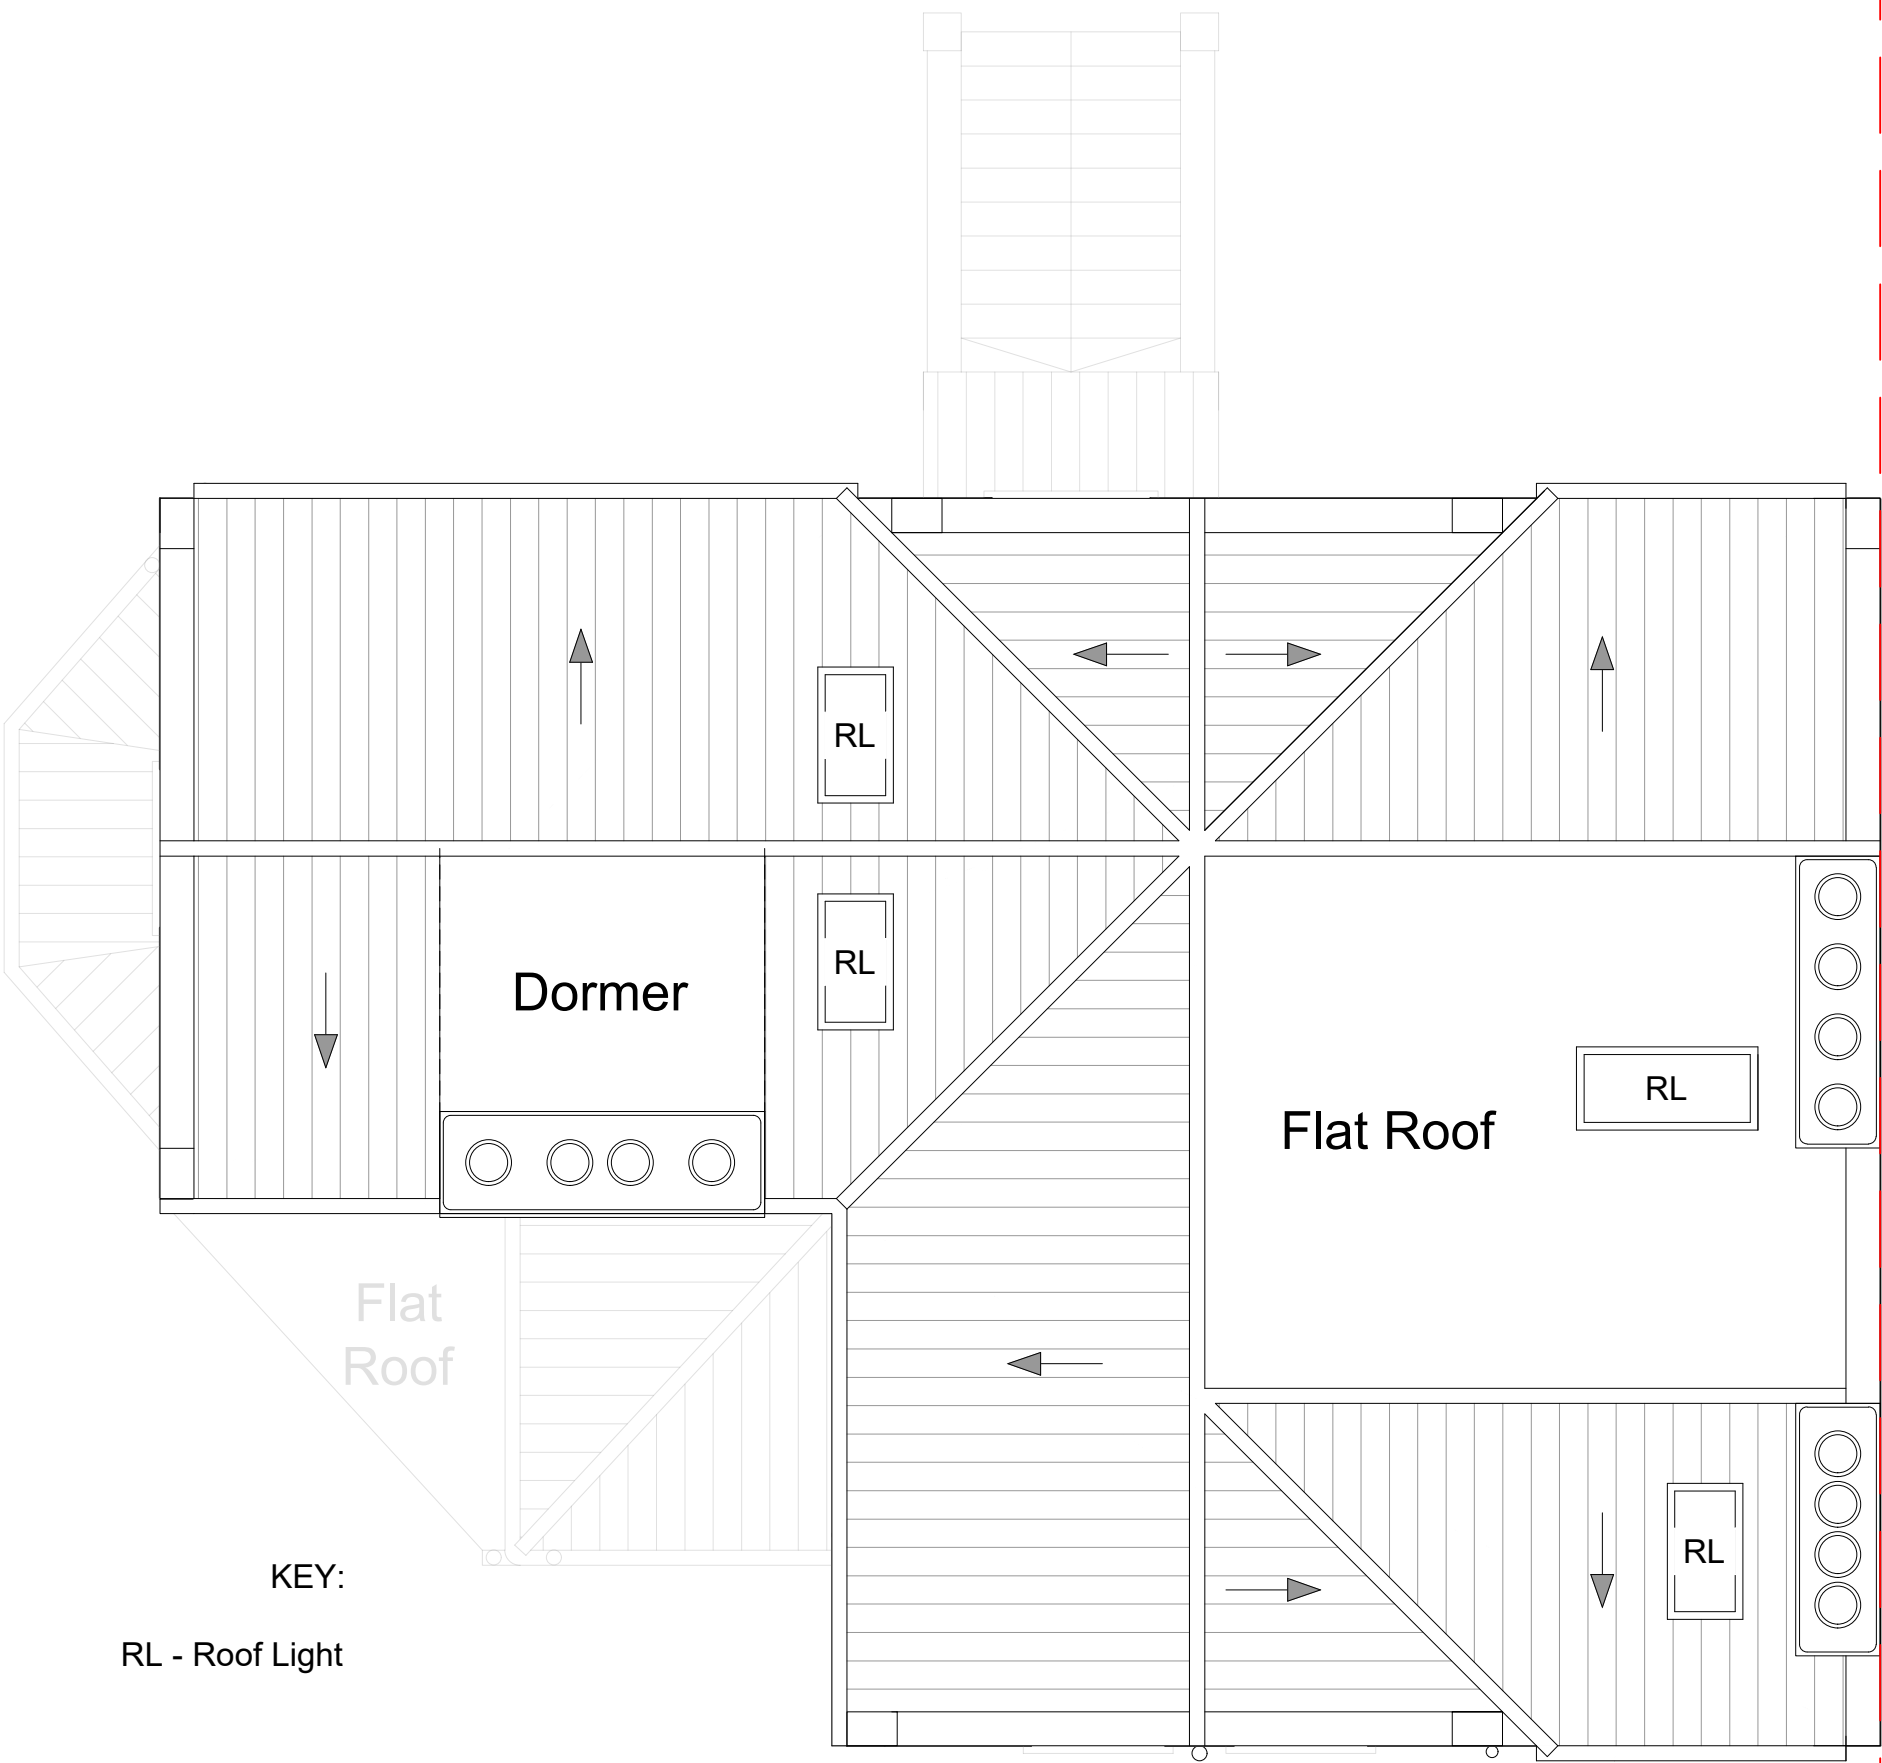 RL
RL
Dormer
RL
Flat Roof
Flat
Roof
RL
KEY:
RL - Roof Light